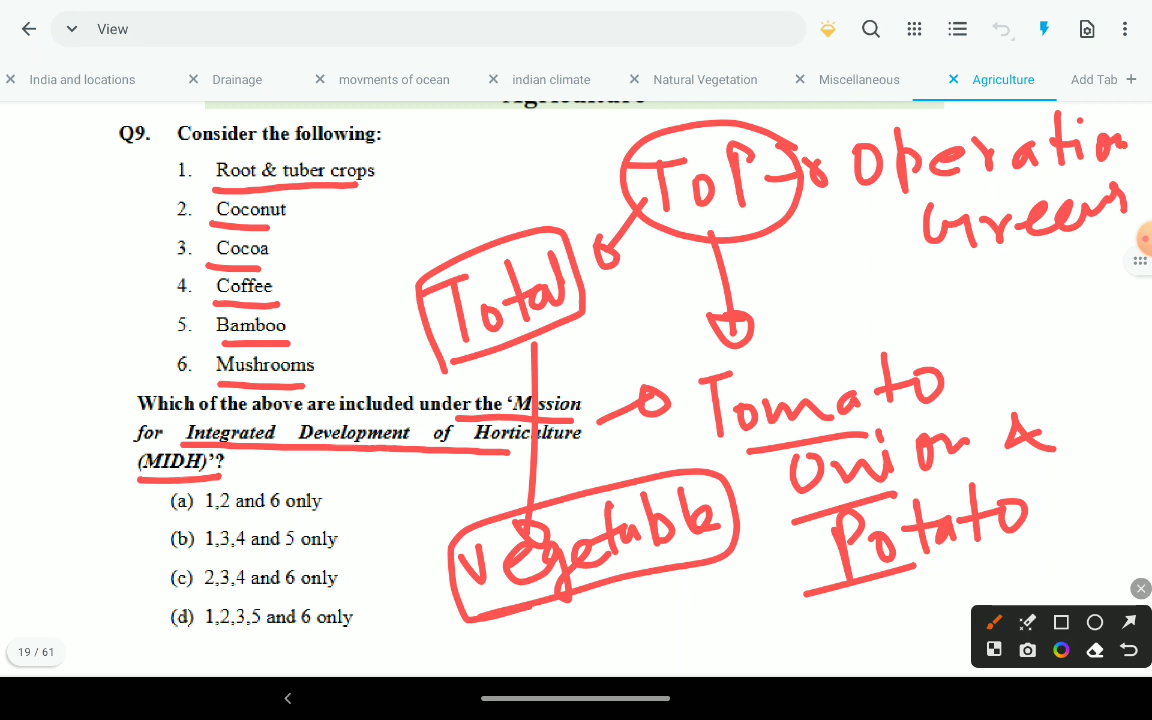 View
India and locations
Drainage
movments of ocean
indian climate
Natural Vegetation
Miscellaneous
Agriculture
Add Tab +
Agriculture
Q9. Consider the following:
1. Root & tuber crops
2. Coconut
3. Cocoa
4. Coffee
5. Bamboo
6. Mushrooms
Which of the above are included under the ‘Mission
for Integrated Development of Horticulture
(MIDH)’?
(a) 1,2 and 6 only
(b) 1,3,4 and 5 only
(c) 2,3,4 and 6 only
(d) 1,2,3,5 and 6 only
TOP
Operation
Greens
Total
Vegetable
Tomato
Onion &
Potato
19 / 61